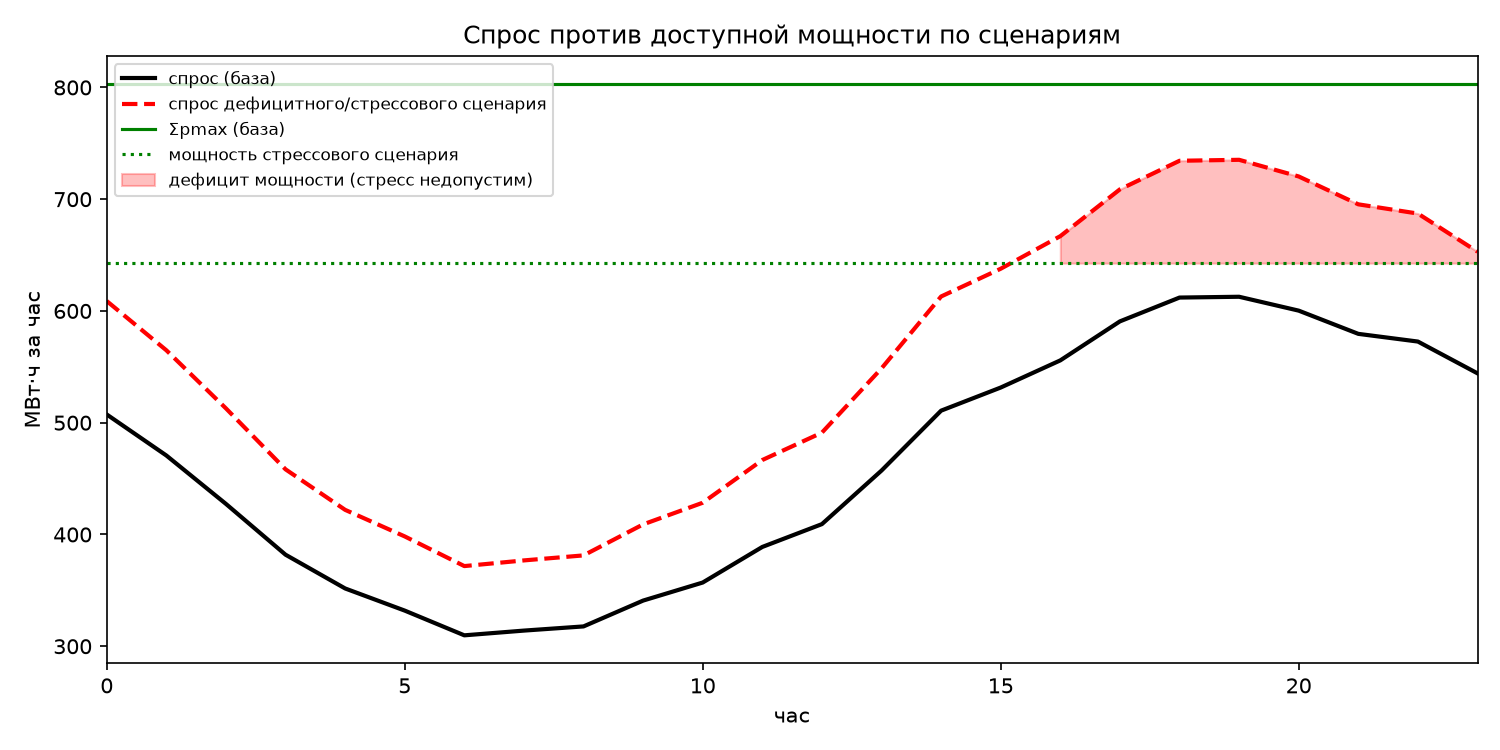 Спрос против доступной мощности по сценариям
спрос (база)
спрос дефицитного/стрессового сценария
Σpmax (база)
мощность стрессового сценария
дефицит мощности (стресс недопустим)
МВт·ч за час
800
700
600
500
400
300
0 5 10 15 20
час